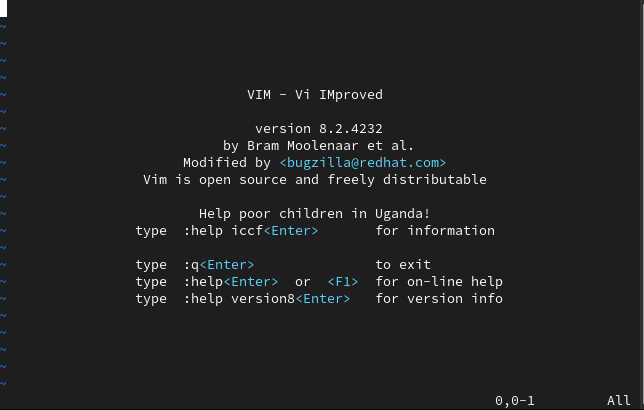 ~
~
~
~
~ VIM - Vi IMproved
~
~ version 8.2.4232
~ by Bram Moolenaar et al.
~ Modified by <bugzilla@redhat.com>
~ Vim is open source and freely distributable
~
~ Help poor children in Uganda!
~ type :help iccf<Enter> for information
~
~ type :q<Enter> to exit
~ type :help<Enter> or <F1> for on-line help
~ type :help version8<Enter> for version info
~
~
~
~
~
0,0-1 All